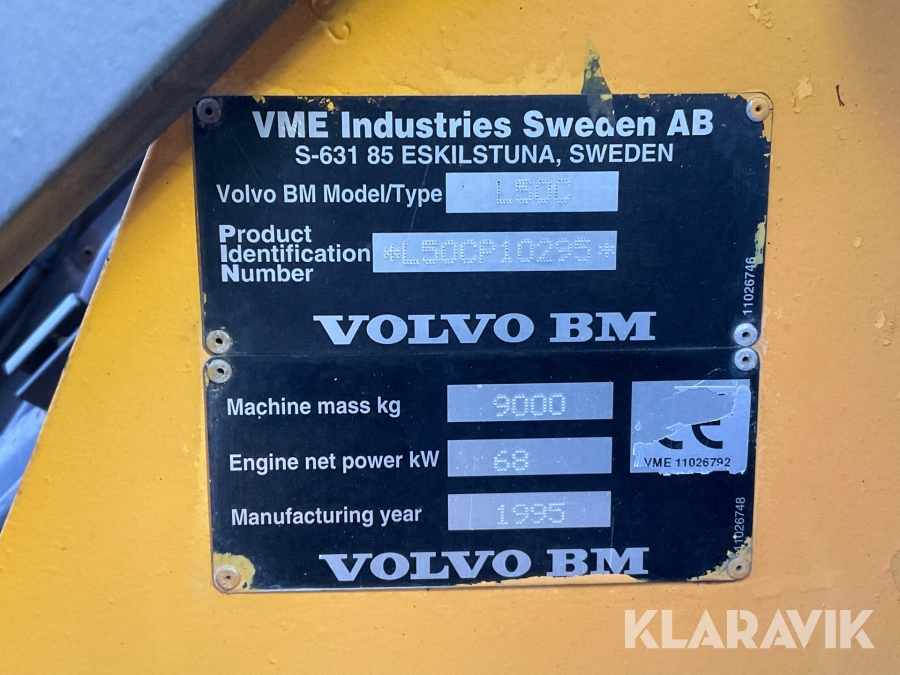 VME Industries Sweden AB
S-631 85 ESKILSTUNA, SWEDEN
Volvo BM Model/Type L50C
Product
Identification *L50CP10295*
Number
11026746
VOLVO BM
Machine mass kg 9000
CE
Engine net power kW 68
VME 11026792
Manufacturing year 1995
11026748
VOLVO BM
KLARAVIK